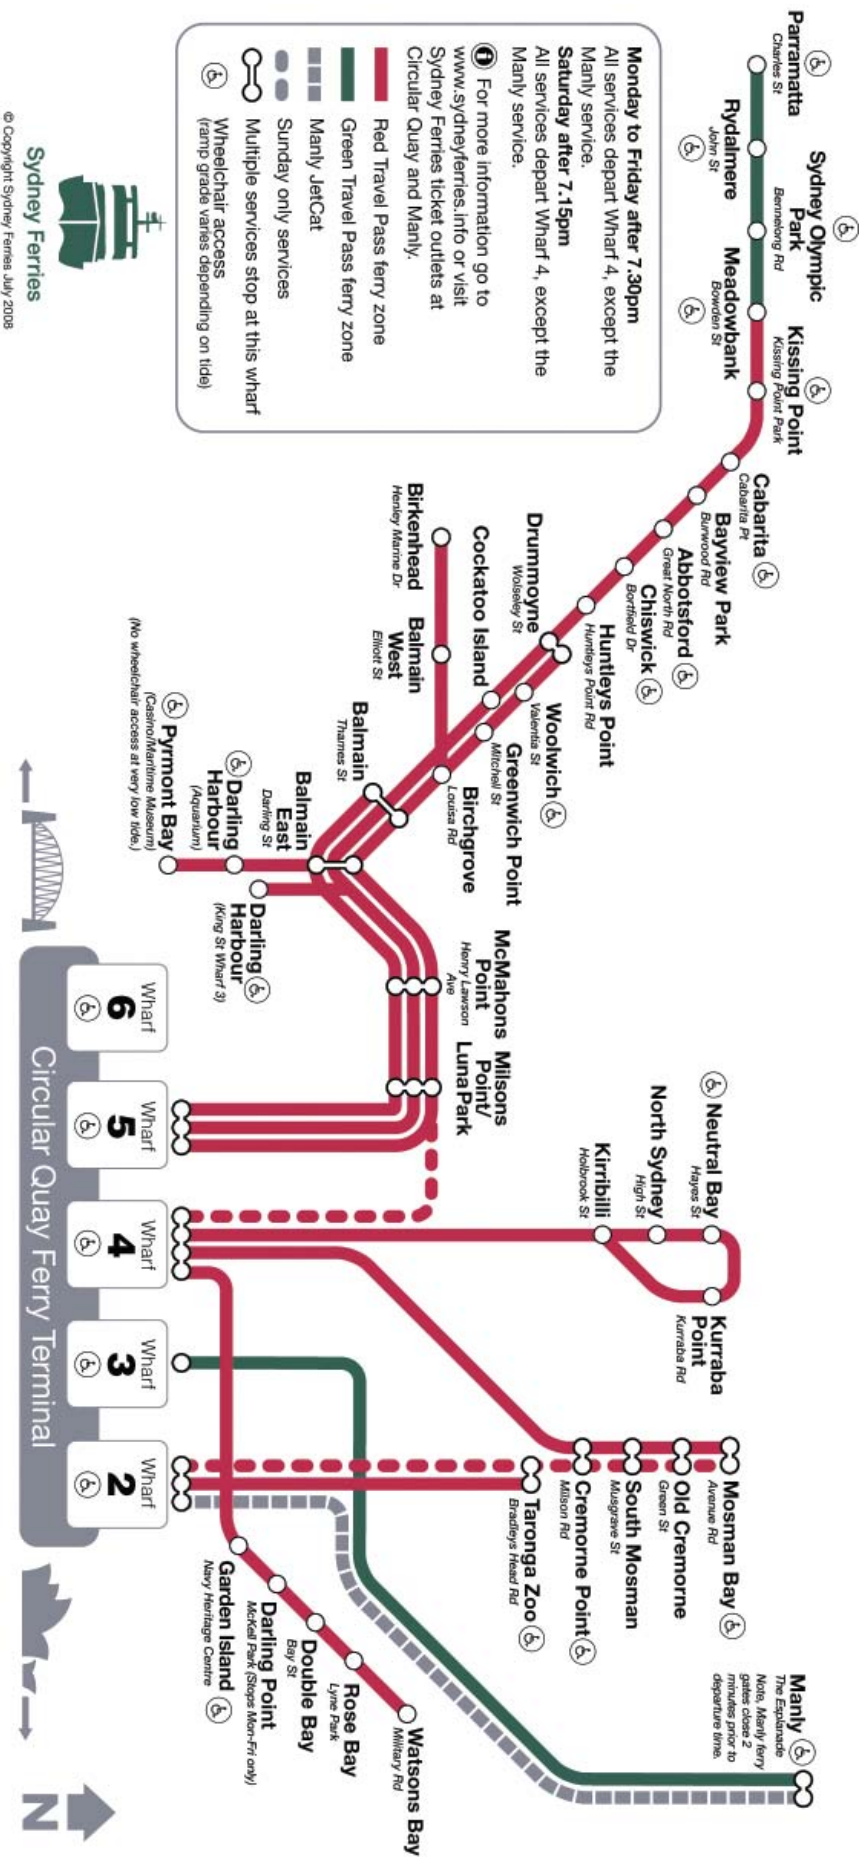 Parramatta
Charles St
Rydalmere
John St
Sydney Olympic
Park
Bennelong Rd
Meadowbank
Bowden St
Kissing Point
Kissing Point Park
Cabarita
Cabarita Pt
Bayview Park
Burwood Rd
Abbotsford
Great North Rd
Chiswick
Bortfield Dr
Huntleys Point
Huntleys Point Rd
Drummoyne
Wolseley St
Woolwich
Valentia St
Cockatoo Island
Greenwich Point
Mitchell St
Birkenhead
Henley Marine Dr
Balmain
West
Elliott St
Birchgrove
Louisa Rd
Balmain
Thames St
Balmain
East
Darling St
Darling
Harbour
(Aquarium)
Pyrmont Bay
(Casino/Maritime Museum)
(No wheelchair access at very low tide.)
Darling
Harbour
(King St Wharf 3)
McMahons
Point
Henry Lawson
Ave
Milsons
Point/
LunaPark
Neutral Bay
Hayes St
North Sydney
High St
Kirribilli
Holbrook St
Kurraba
Point
Kurraba Rd
Mosman Bay
Avenue Rd
Old Cremorne
Green St
South Mosman
Musgrave St
Cremorne Point
Milson Rd
Taronga Zoo
Bradleys Head Rd
Manly
The Esplanade
Note, Manly ferry
gates close 2
minutes prior to
departure time.
Watsons Bay
Military Rd
Rose Bay
Lyne Park
Double Bay
Bay St
Darling Point
McKell Park (Stops Mon-Fri only)
Garden Island
Navy Heritage Centre
Wharf
6
Wharf
5
Wharf
4
Wharf
3
Wharf
2
Circular Quay Ferry Terminal
N
Monday to Friday after 7.30pm
All services depart Wharf 4, except the
Manly service.
Saturday after 7.15pm
All services depart Wharf 4, except the
Manly service.
i For more information go to
www.sydneyferries.info or visit
Sydney Ferries ticket outlets at
Circular Quay and Manly.
Red Travel Pass ferry zone
Green Travel Pass ferry zone
Manly JetCat
Sunday only services
Multiple services stop at this wharf
Wheelchair access
(ramp grade varies depending on tide)
Sydney Ferries
© Copyright Sydney Ferries July 2008